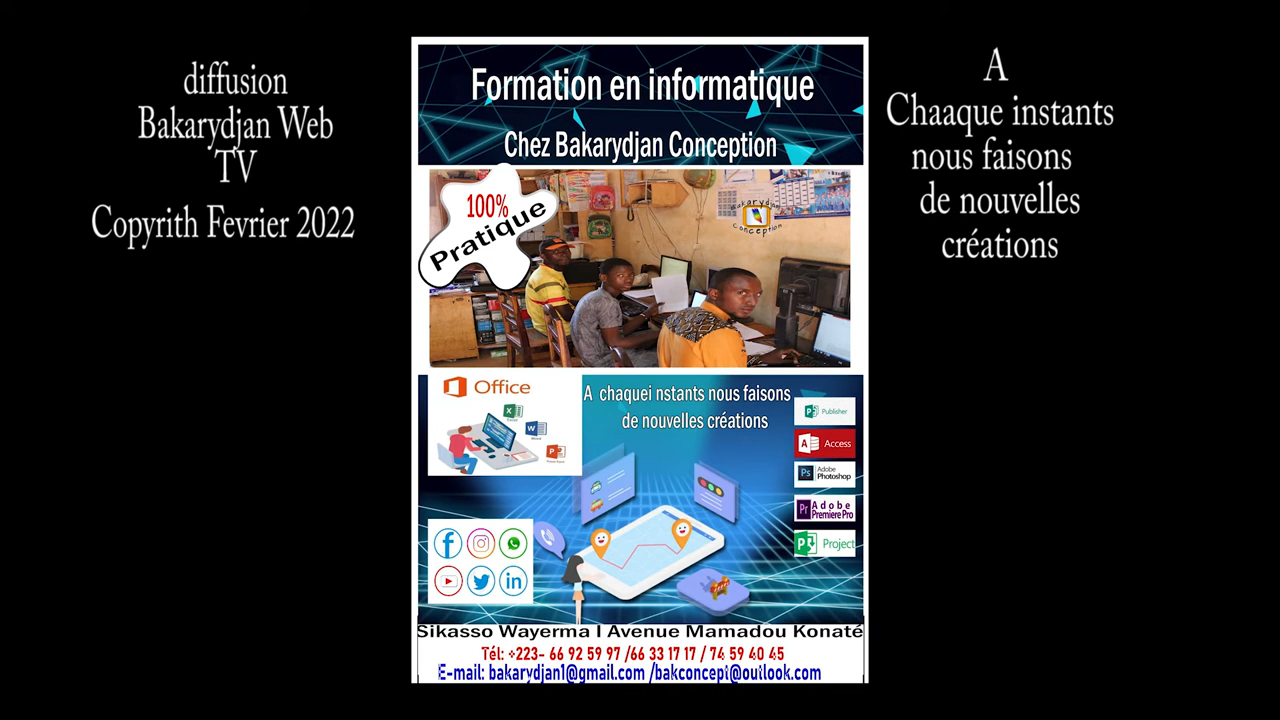 diffusion
Bakarydjan Web
TV
Copyrith Fevrier 2022
Formation en informatique
Chez Bakarydjan Conception
100%
Pratique
Bakarydjan
Conception
Office
A chaquei nstants nous faisons
de nouvelles créations
Publisher
Access
Adobe
Photoshop
Adobe
Premiere Pro
Project
Sikasso Wayerma I Avenue Mamadou Konaté
Tél: +223- 66 92 59 97 /66 33 17 17 / 74 59 40 45
E-mail: bakarydjan1@gmail.com /bakconcept@outlook.com
A
Chaaque instants
nous faisons
de nouvelles
créations